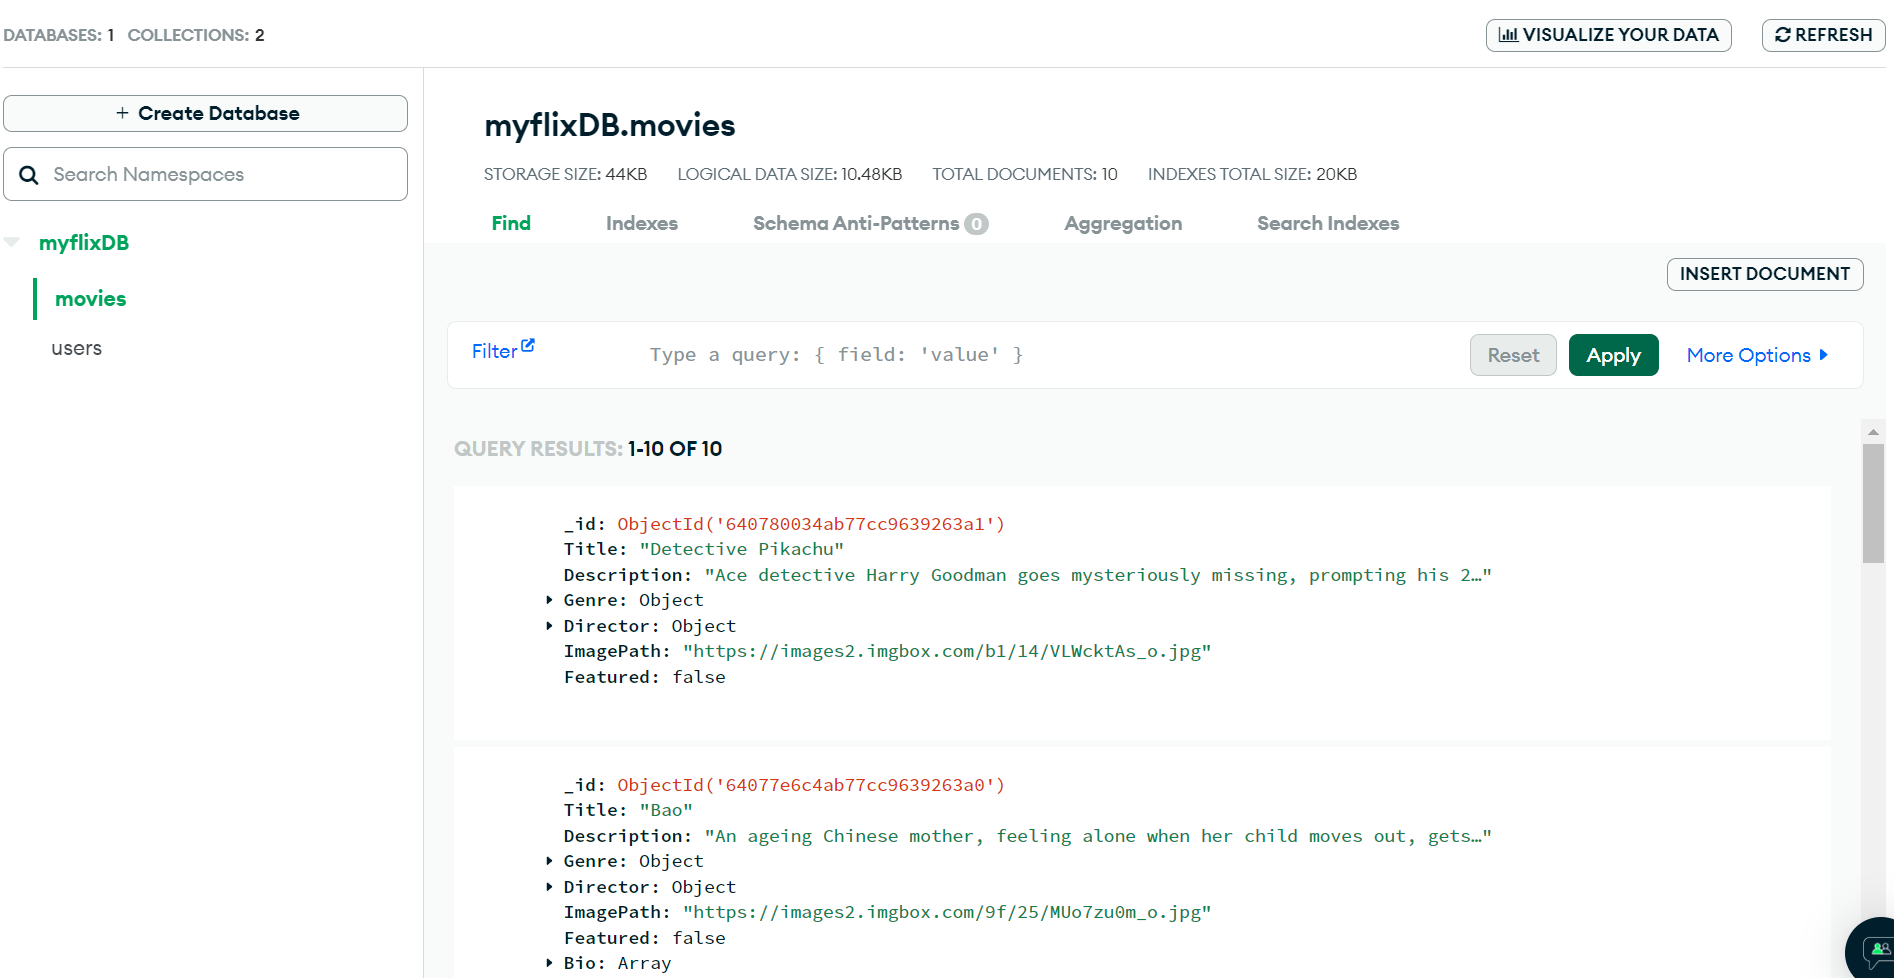 DATABASES: 1 COLLECTIONS: 2
VISUALIZE YOUR DATA
REFRESH
+ Create Database
Search Namespaces
myflixDB
movies
users
myflixDB.movies
STORAGE SIZE: 44KB LOGICAL DATA SIZE: 10.48KB TOTAL DOCUMENTS: 10 INDEXES TOTAL SIZE: 20KB
Find Indexes Schema Anti-Patterns 0 Aggregation Search Indexes
INSERT DOCUMENT
Filter Type a query: { field: 'value' } Reset Apply More Options
QUERY RESULTS: 1-10 OF 10
_id: ObjectId('640780034ab77cc9639263a1')
Title: "Detective Pikachu"
Description: "Ace detective Harry Goodman goes mysteriously missing, prompting his 2…"
Genre: Object
Director: Object
ImagePath: "https://images2.imgbox.com/b1/14/VLWcktAs_o.jpg"
Featured: false
_id: ObjectId('64077e6c4ab77cc9639263a0')
Title: "Bao"
Description: "An ageing Chinese mother, feeling alone when her child moves out, gets…"
Genre: Object
Director: Object
ImagePath: "https://images2.imgbox.com/9f/25/MUo7zu0m_o.jpg"
Featured: false
Bio: Array